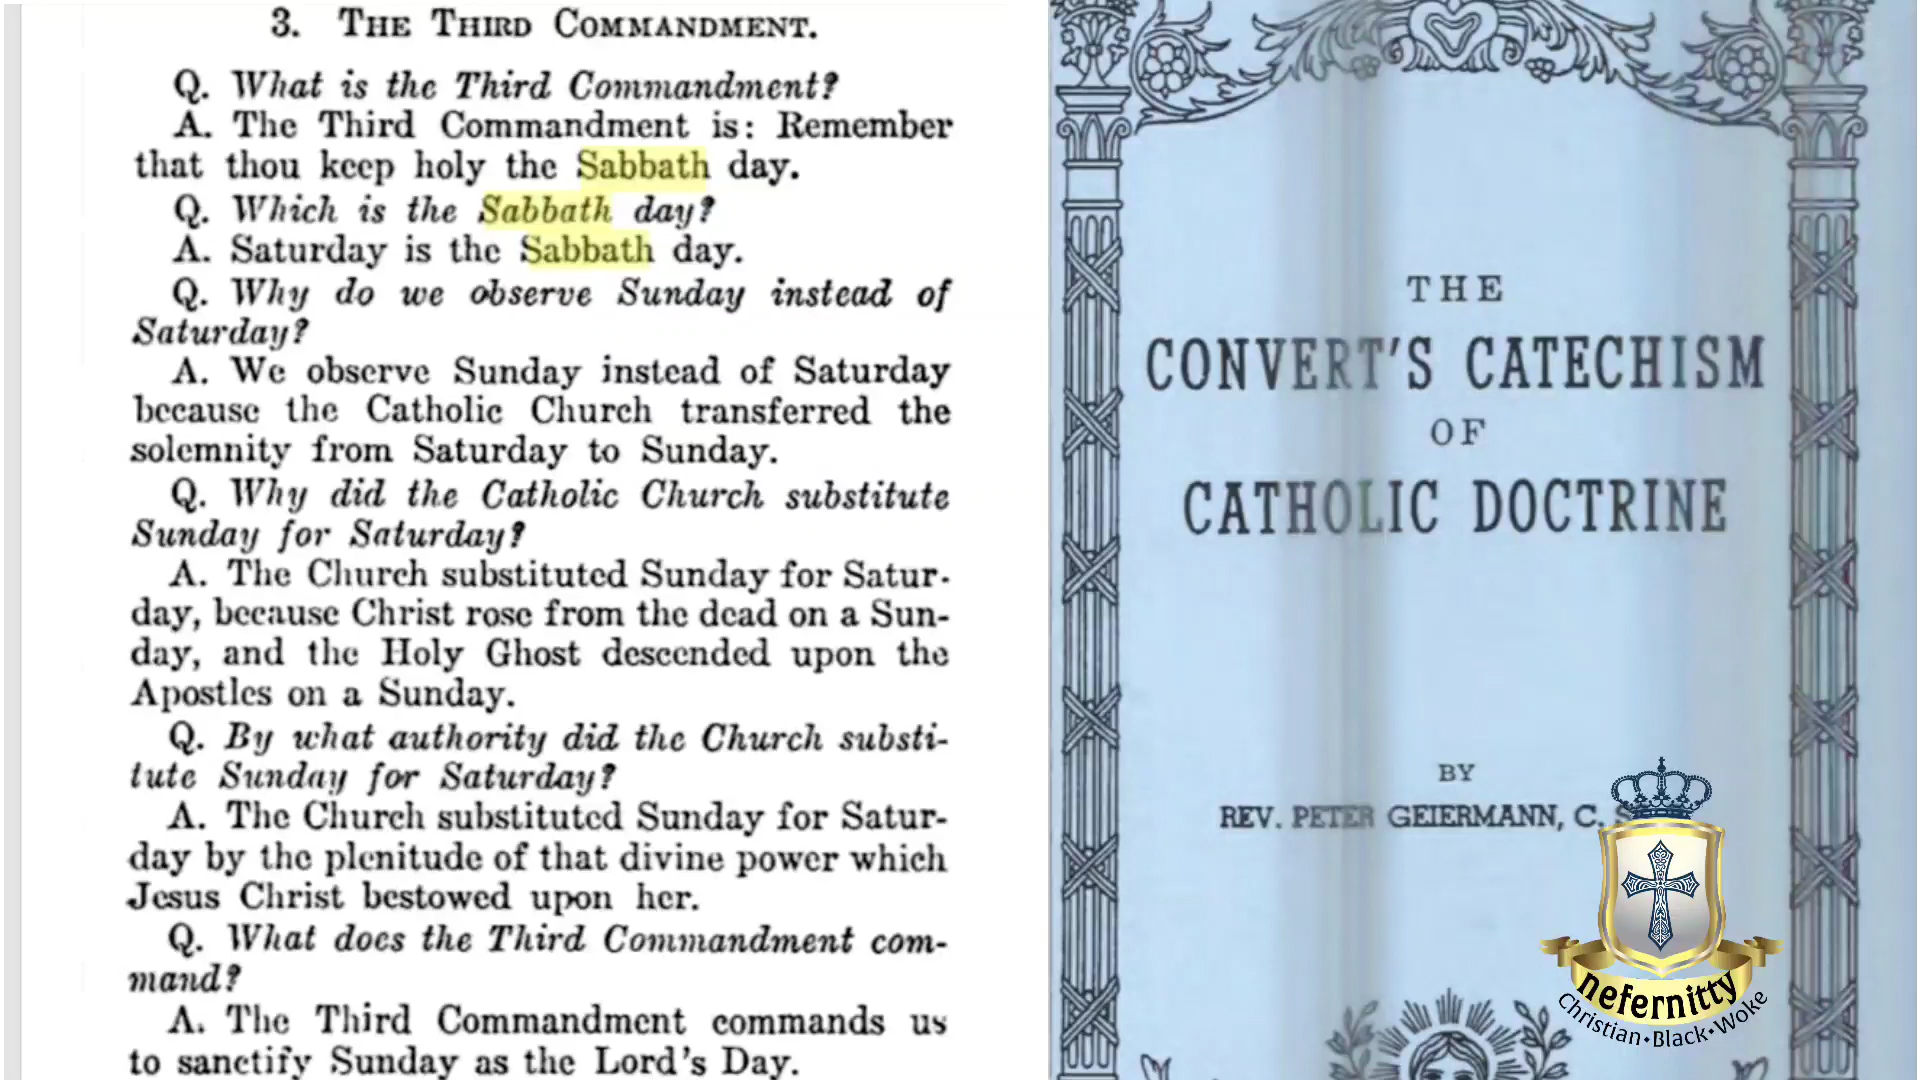 3. THE THIRD COMMANDMENT.
Q. What is the Third Commandment?
A. The Third Commandment is: Remember
that thou keep holy the Sabbath day.
Q. Which is the Sabbath day?
A. Saturday is the Sabbath day.
Q. Why do we observe Sunday instead of
Saturday?
A. We observe Sunday instead of Saturday
because the Catholic Church transferred the
solemnity from Saturday to Sunday.
Q. Why did the Catholic Church substitute
Sunday for Saturday?
A. The Church substituted Sunday for Satur-
day, because Christ rose from the dead on a Sun-
day, and the Holy Ghost descended upon the
Apostles on a Sunday.
Q. By what authority did the Church substi-
tute Sunday for Saturday?
A. The Church substituted Sunday for Satur-
day by the plenitude of that divine power which
Jesus Christ bestowed upon her.
Q. What does the Third Commandment com-
mand?
A. The Third Commandment commands us
to sanctify Sunday as the Lord's Day.
THE
CONVERT'S CATECHISM
OF
CATHOLIC DOCTRINE
BY
REV. PETER GEIERMANN, C.
nefernitty
Christian•Black•Woke